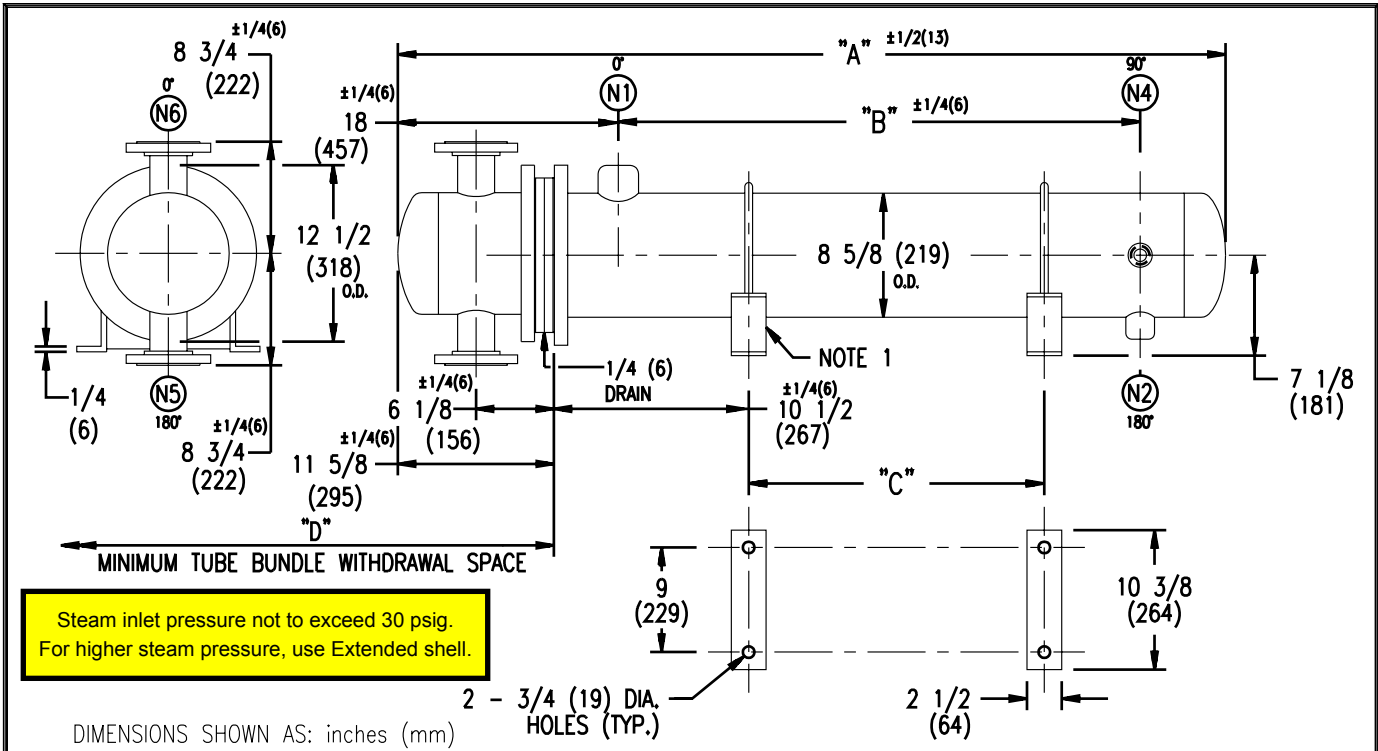 ±1/4(6)
8 3/4
(222)
0°
N6
±1/4(6)
18
(457)
"A" ±1/2(13)
0°
N1
"B" ±1/4(6)
90°
N4
12 1/2
(318)
O.D.
8 5/8 (219)
O.D.
1/4
(6)
N5
180°
±1/4(6)
8 3/4
(222)
±1/4(6)
6 1/8
(156)
±1/4(6)
11 5/8
(295)
1/4 (6)
DRAIN
±1/4(6)
10 1/2
(267)
NOTE 1
N2
180°
7 1/8
(181)
"C"
"D"
MINIMUM TUBE BUNDLE WITHDRAWAL SPACE
Steam inlet pressure not to exceed 30 psig.
For higher steam pressure, use Extended shell.
9
(229)
10 3/8
(264)
2 - 3/4 (19) DIA.
HOLES (TYP.)
2 1/2
(64)
DIMENSIONS SHOWN AS: inches (mm)